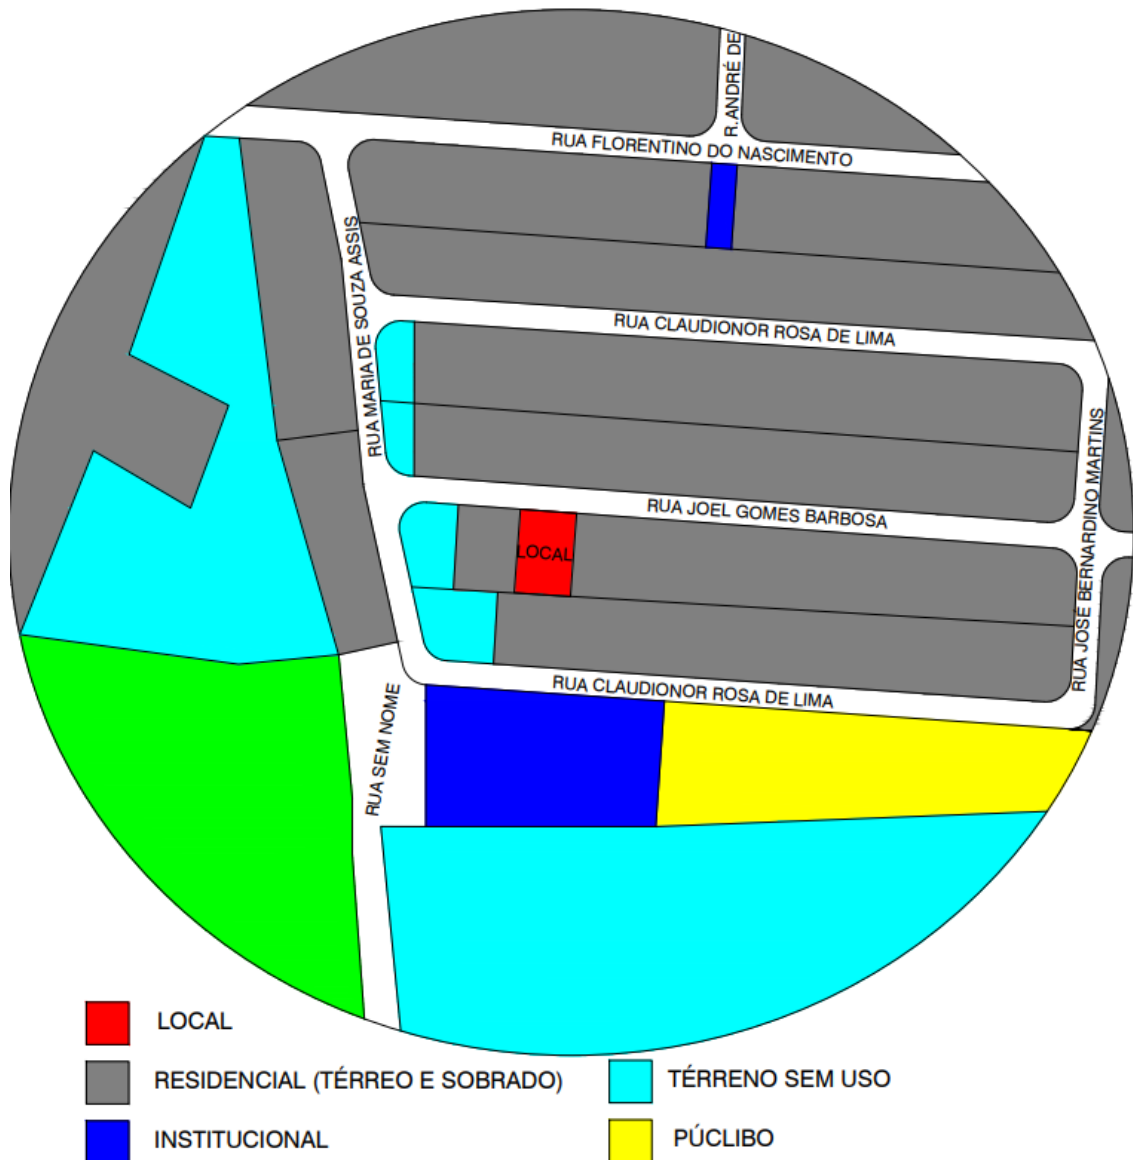 R. ANDRÉ DE
RUA FLORENTINO DO NASCIMENTO
RUA MARIA DE SOUZA ASSIS
RUA CLAUDIONOR ROSA DE LIMA
RUA JOSÉ BERNARDINO MARTINS
RUA JOEL GOMES BARBOSA
LOCAL
RUA CLAUDIONOR ROSA DE LIMA
RUA SEM NOME
LOCAL
RESIDENCIAL (TÉRREO E SOBRADO)
TÉRRENO SEM USO
INSTITUCIONAL
PÚCLIBO